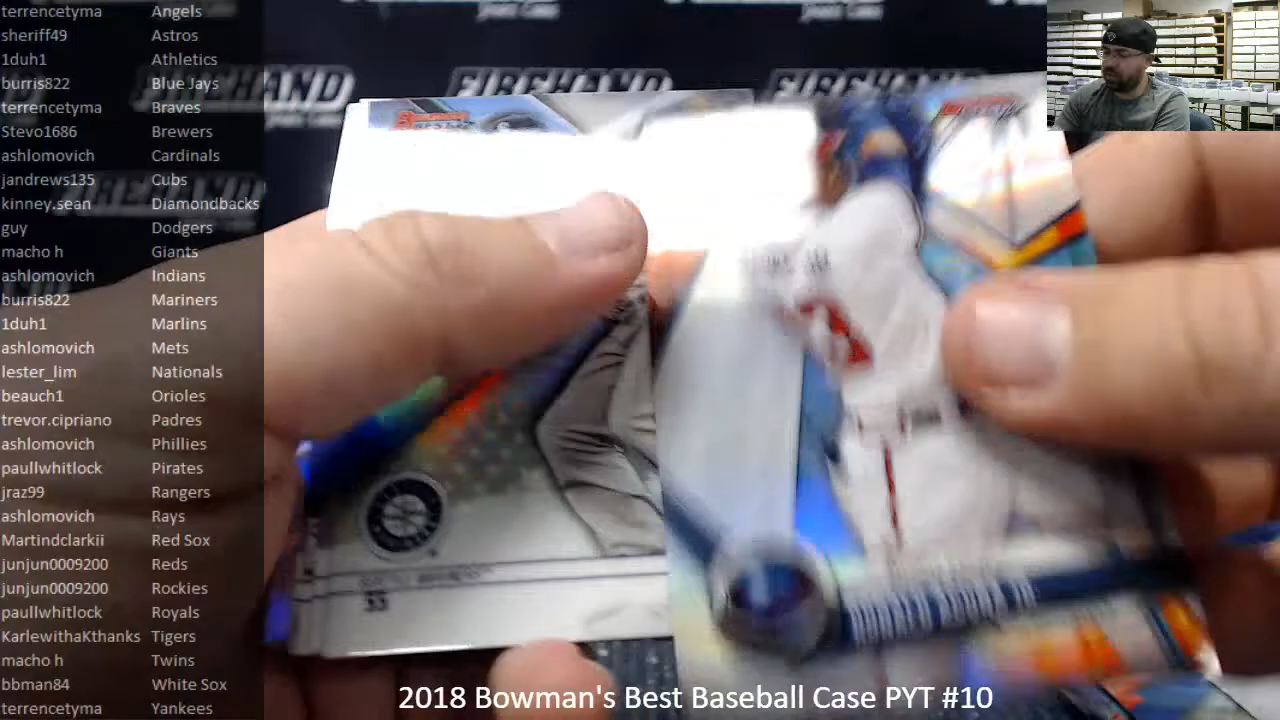 terrencetyma Angels
sheriff49 Astros
1duh1 Athletics
burris822 Blue Jays
terrencetyma Braves
Stevo1686 Brewers
ashlomovich Cardinals
jandrews135 Cubs
kinney.sean Diamondbacks
guy Dodgers
macho h Giants
ashlomovich Indians
burris822 Mariners
1duh1 Marlins
ashlomovich Mets
lester_lim Nationals
beauch1 Orioles
trevor.cipriano Padres
ashlomovich Phillies
paullwhitlock Pirates
jraz99 Rangers
ashlomovich Rays
Martindclarkii Red Sox
junjun0009200 Reds
junjun0009200 Rockies
paullwhitlock Royals
KarlewithaKthanks Tigers
macho h Twins
bbman84 White Sox
terrencetyma Yankees
FIREHAND
FIREHAND
FIREHAND
2018 Bowman's Best Baseball Case PYT #10